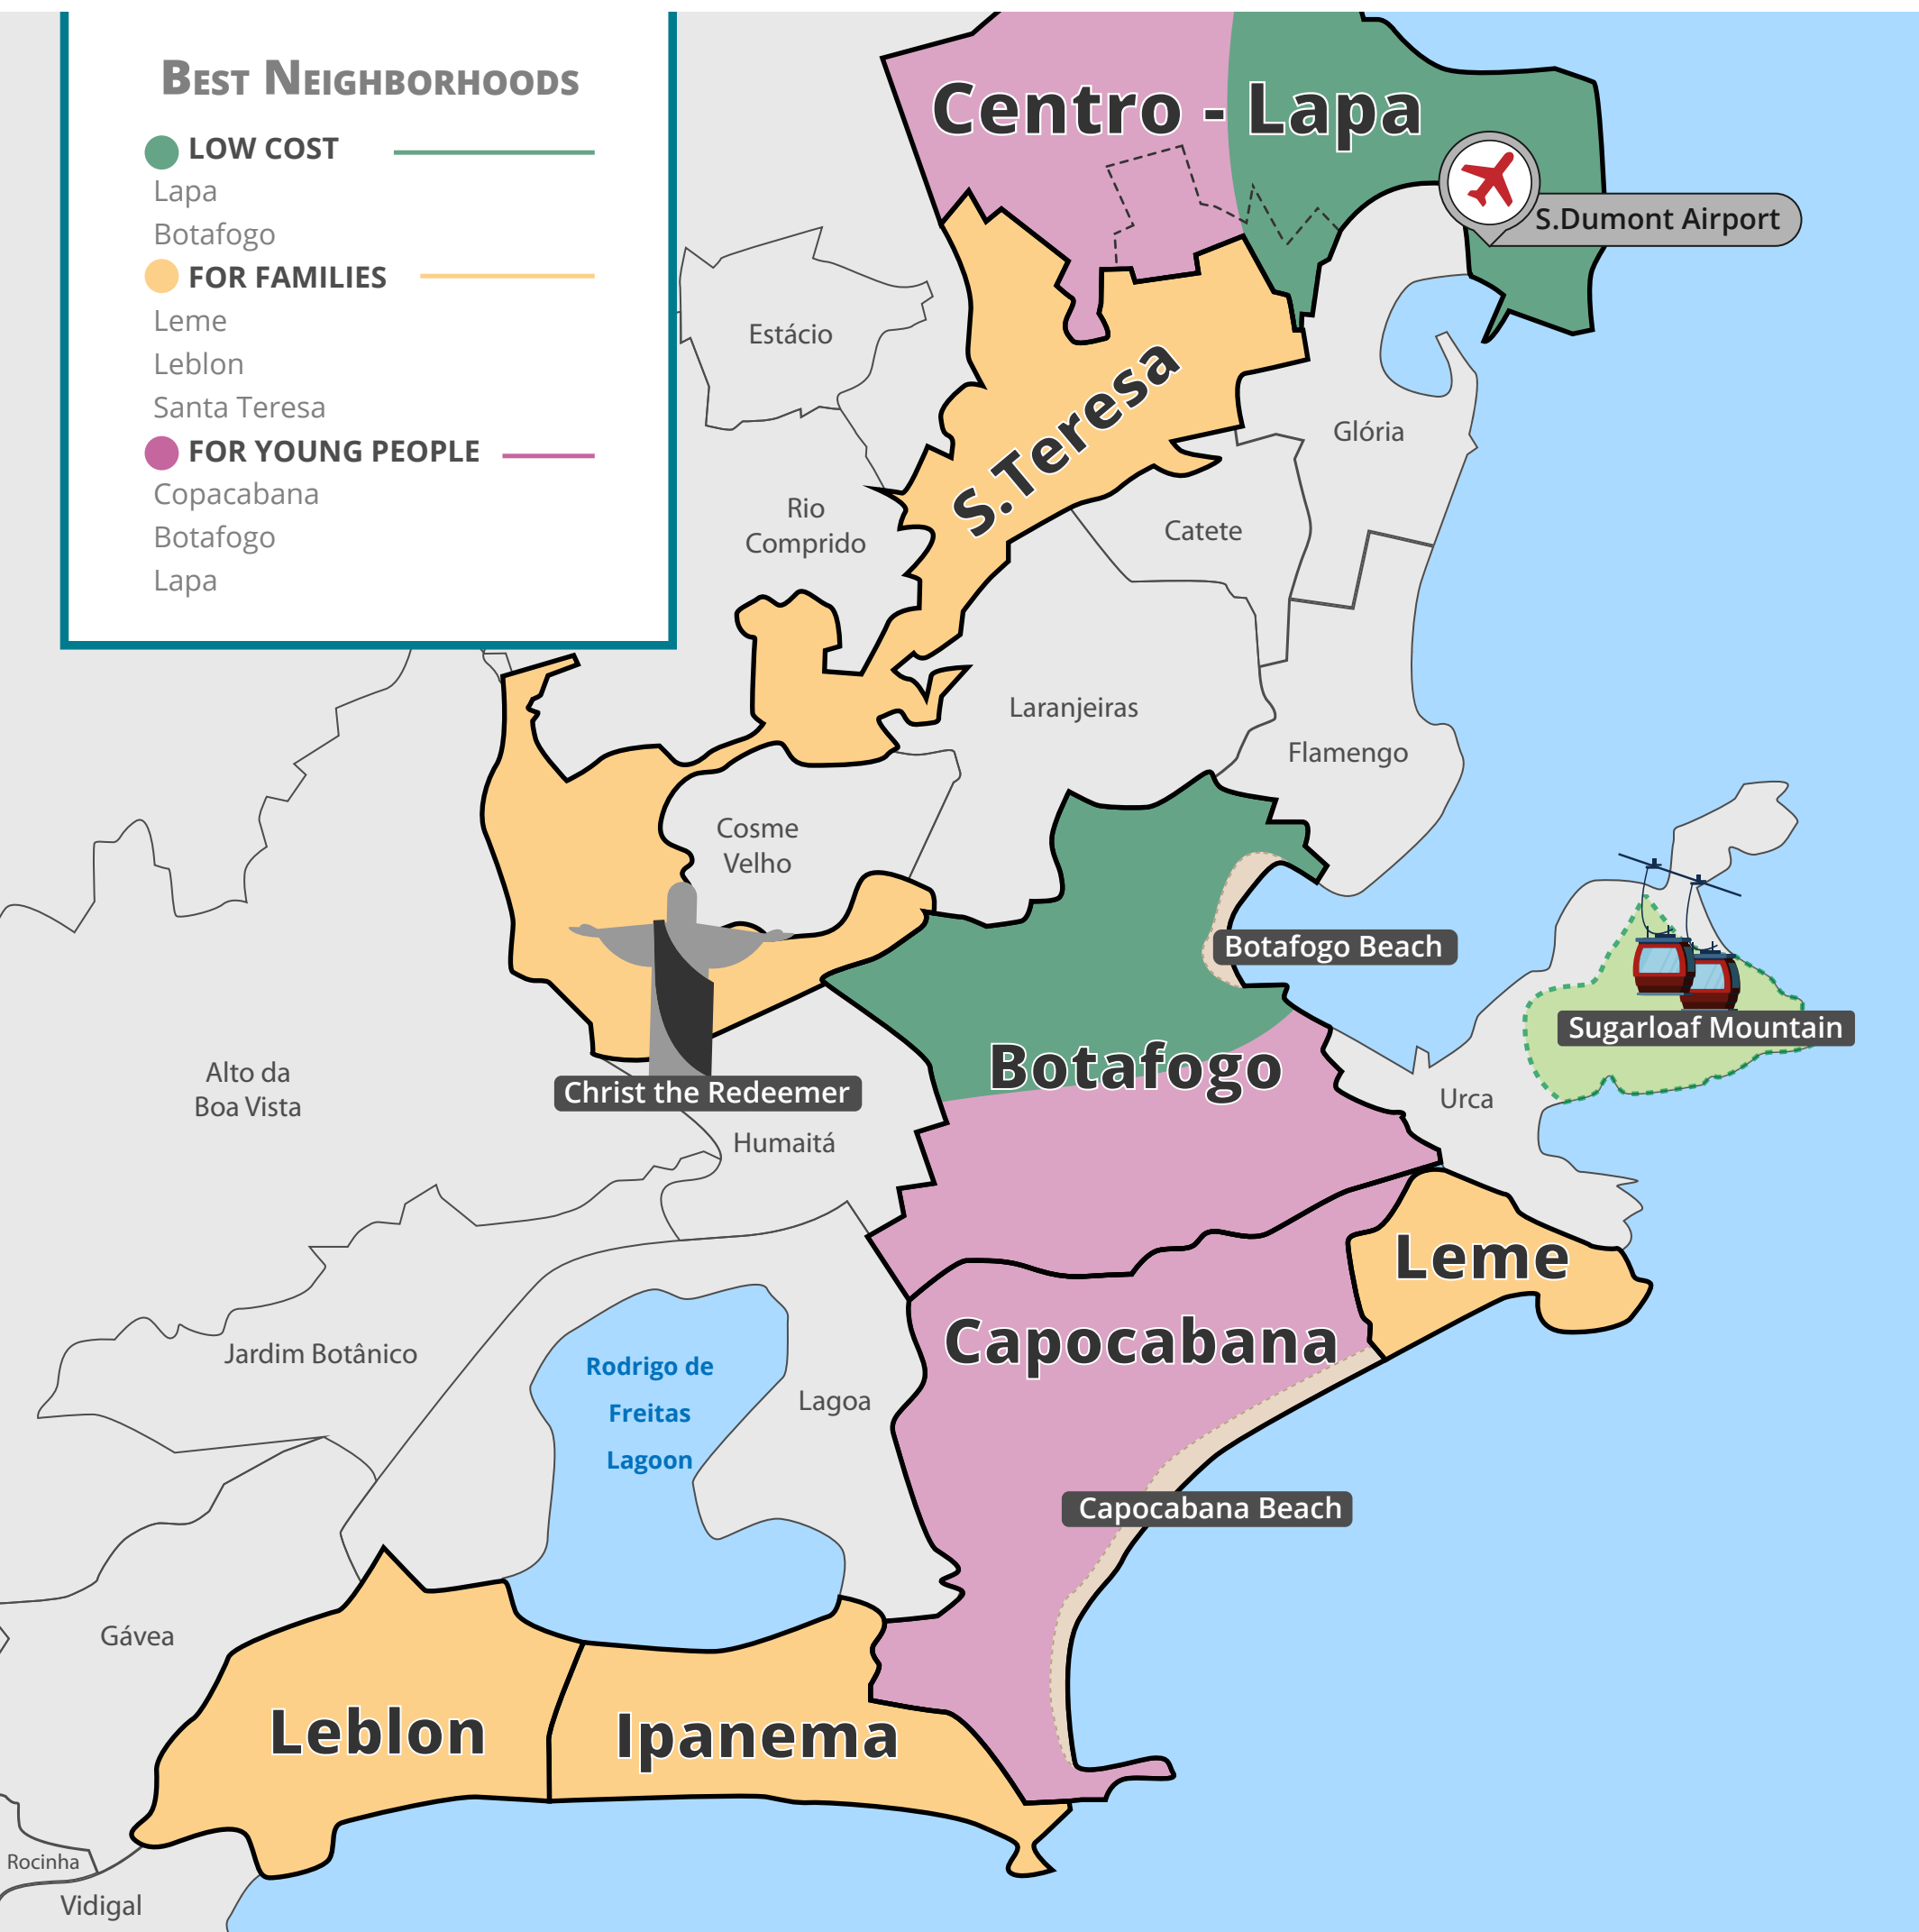 Best Neighborhoods
LOW COST
Lapa
Botafogo
FOR FAMILIES
Leme
Leblon
Santa Teresa
FOR YOUNG PEOPLE
Copacabana
Botafogo
Lapa
Centro - Lapa
S.Dumont Airport
Estácio
S.Teresa
Glória
Rio
Comprido
Catete
Laranjeiras
Flamengo
Cosme
Velho
Botafogo Beach
Sugarloaf Mountain
Alto da
Boa Vista
Christ the Redeemer
Botafogo
Urca
Humaitá
Leme
Capocabana
Jardim Botânico
Rodrigo de
Freitas
Lagoon
Lagoa
Capocabana Beach
Gávea
Leblon
Ipanema
Rocinha
Vidigal